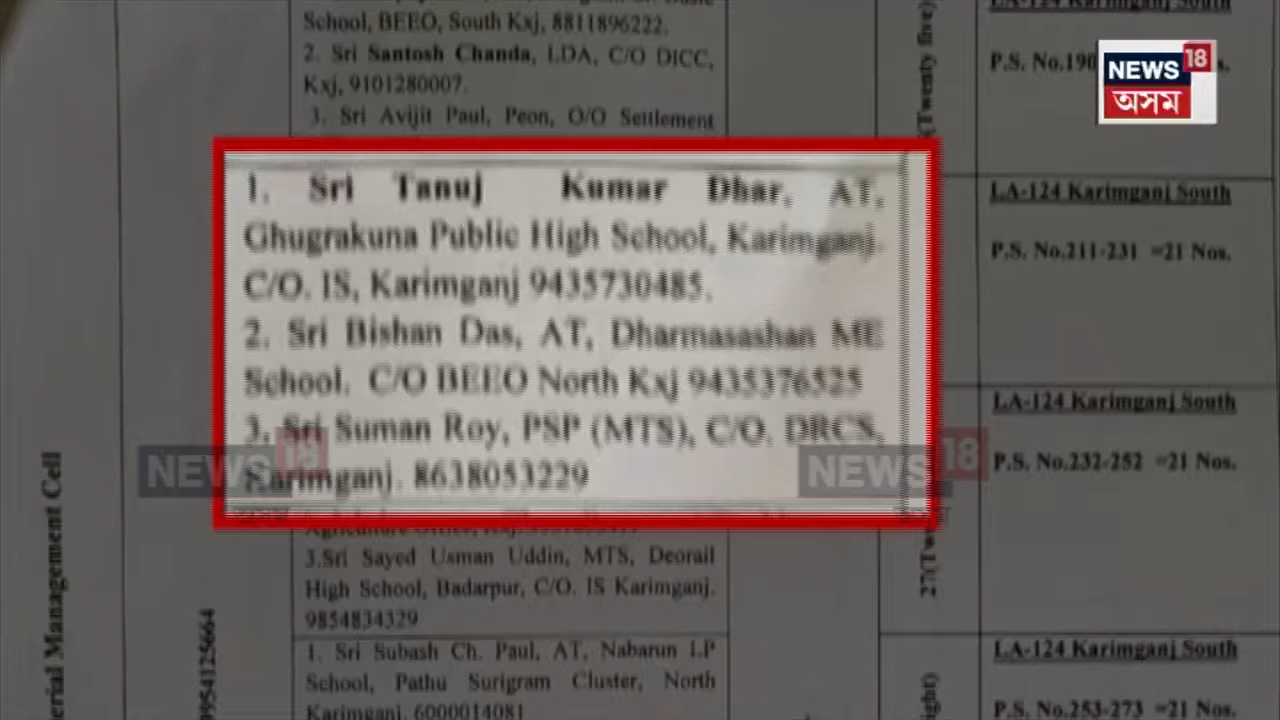 School, BEEO, South Kxj, 8811896222.
2. Sri Santosh Chanda, LDA, C/O DICC,
Kxj, 9101280007.
3. Sri Avijit Paul, Peon, O/O Settlement
1. Sri Tanuj Kumar Dhar, AT,
Ghugrakuna Public High School, Karimganj.
C/O. IS, Karimganj 9435730485.
2. Sri Bishan Das, AT, Dharmasashan ME
School. C/O BEEO North Kxj 9435376525
3. Sri Suman Roy, PSP (MTS), C/O. DRCS,
Karimganj. 8638053229
3.Sri Sayed Usman Uddin, MTS, Deorail
High School, Badarpur, C/O. IS Karimganj.
9854834329
1. Sri Subash Ch. Paul, AT, Nabarun LP
School, Pathu Surigram Cluster, North
Karimganj. 6000014081
Management Cell
9954125664
(Twenty five)
LA-124 Karimganj South
P.S. No.190
LA-124 Karimganj South
P.S. No.211-231 =21 Nos.
LA-124 Karimganj South
P.S. No.232-252 =21 Nos.
LA-124 Karimganj South
P.S. No.253-273 =21 Nos.
NEWS 18
অসম
NEWS 18
NEWS 18